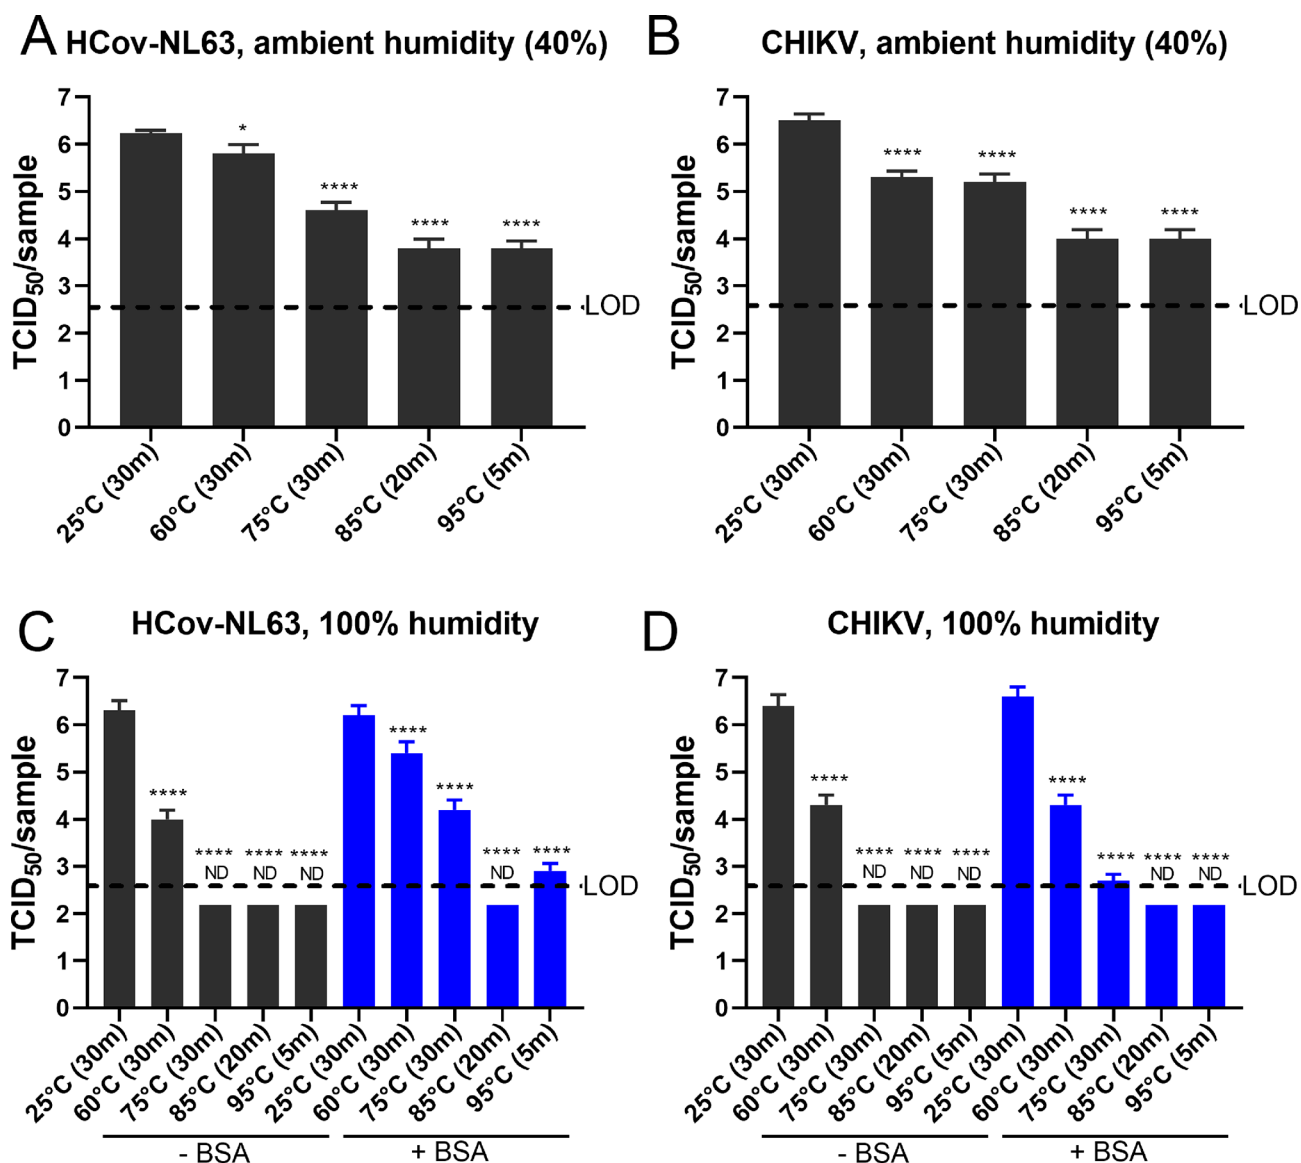 A HCov-NL63, ambient humidity (40%)
7
6
5
4
3
2
1
0
TCID50/sample
*
****
****
****
LOD
25°C (30m)
60°C (30m)
75°C (30m)
85°C (20m)
95°C (5m)
B CHIKV, ambient humidity (40%)
7
6
5
4
3
2
1
0
TCID50/sample
****
****
****
****
LOD
25°C (30m)
60°C (30m)
75°C (30m)
85°C (20m)
95°C (5m)
C HCov-NL63, 100% humidity
7
6
5
4
3
2
1
0
TCID50/sample
****
****
ND
****
ND
****
ND
****
****
****
ND
****
LOD
25°C (30m)
60°C (30m)
75°C (30m)
85°C (20m)
95°C (5m)
25°C (30m)
60°C (30m)
75°C (30m)
85°C (20m)
95°C (5m)
- BSA
+ BSA
D CHIKV, 100% humidity
7
6
5
4
3
2
1
0
TCID50/sample
****
****
ND
****
ND
****
ND
****
****
****
ND
****
ND
LOD
25°C (30m)
60°C (30m)
75°C (30m)
85°C (20m)
95°C (5m)
25°C (30m)
60°C (30m)
75°C (30m)
85°C (20m)
95°C (5m)
- BSA
+ BSA